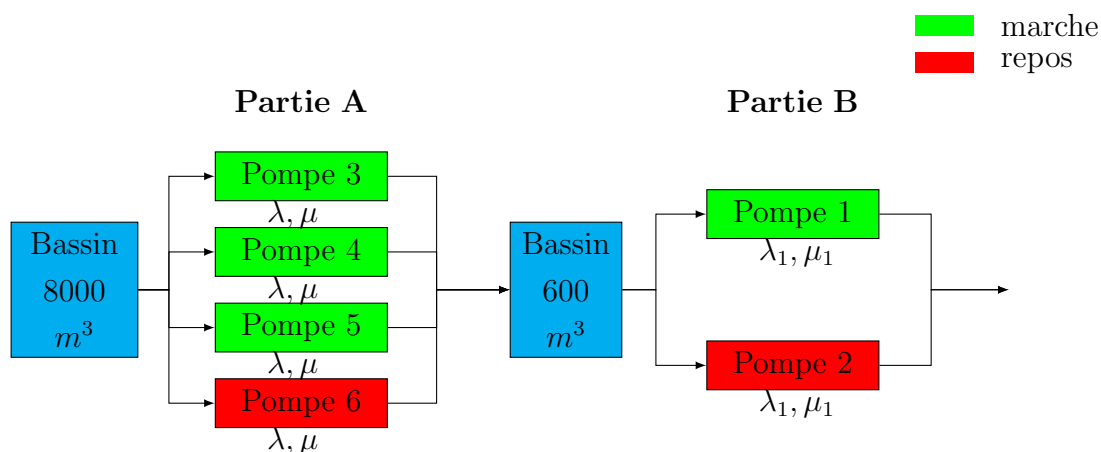 marche
repos
Partie A
Partie B
Pompe 3
λ, μ
Pompe 4
λ, μ
Pompe 5
λ, μ
Pompe 6
λ, μ
Bassin
8000
m³
Bassin
600
m³
Pompe 1
λ₁, μ₁
Pompe 2
λ₁, μ₁